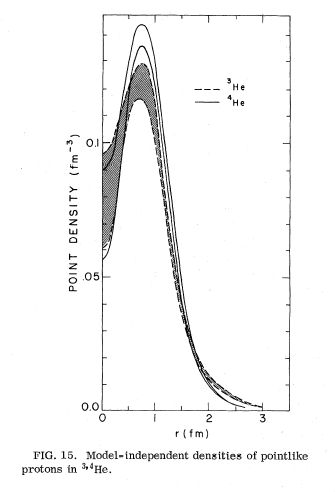 ³He
⁴He
0.1
.05
0.0
POINT DENSITY (fm⁻³)
0 1 2 3
r (fm)
FIG. 15. Model-independent densities of pointlike
protons in ³,⁴He.